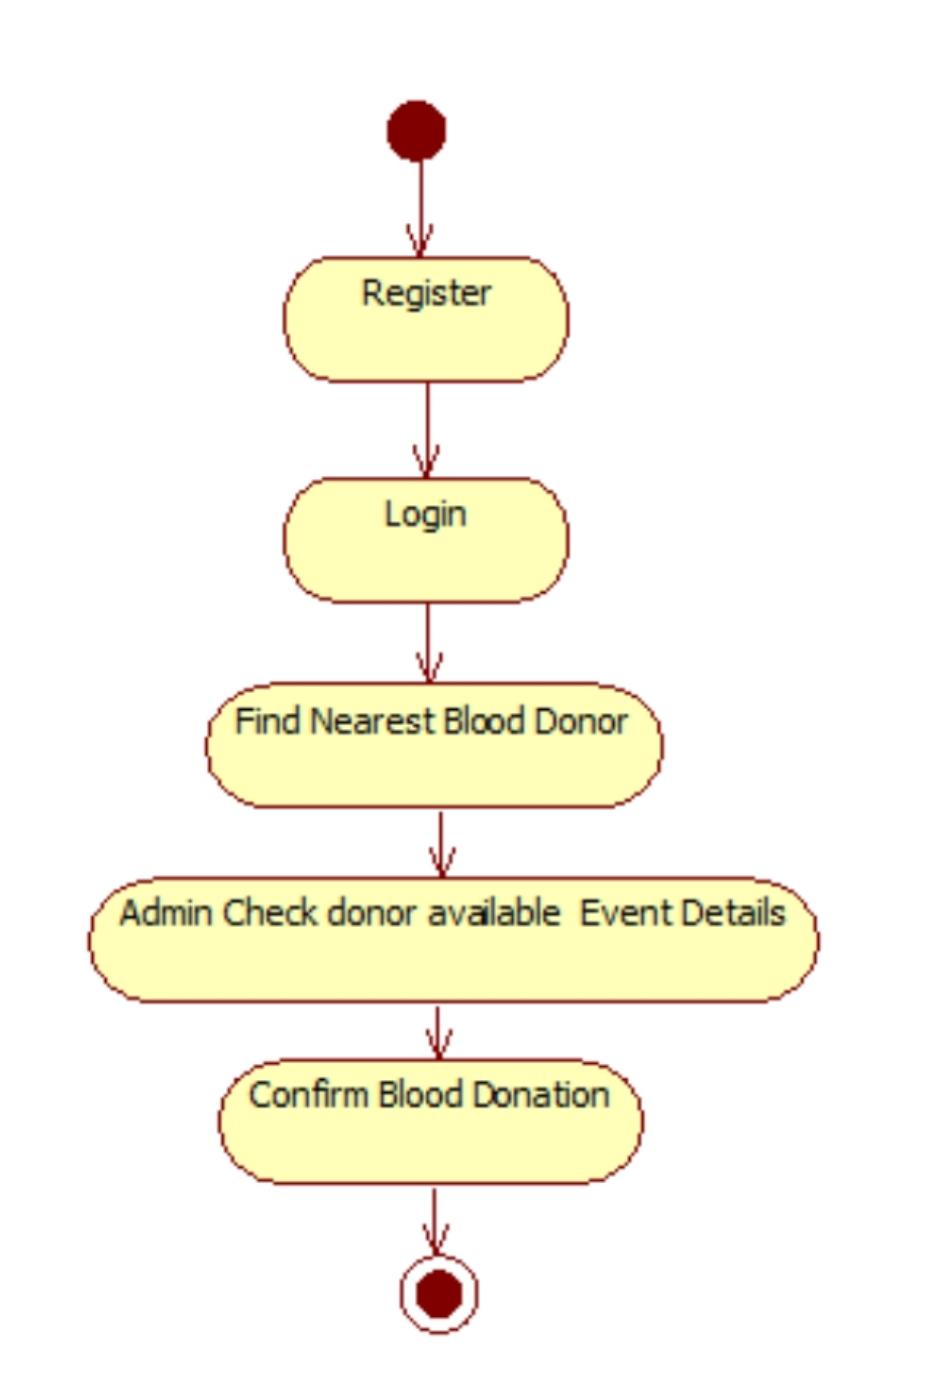 Register
Login
Find Nearest Blood Donor
Admin Check donor available  Event Details
Confirm Blood Donation